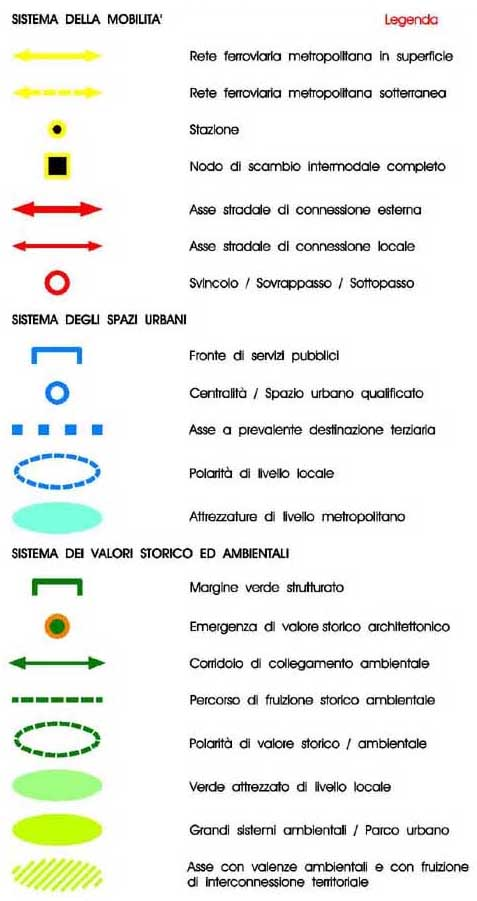 SISTEMA DELLA MOBILITA'
Legenda
Rete ferroviaria metropolitana in superficie
Rete ferroviaria metropolitana sotterranea
Stazione
Nodo di scambio intermodale completo
Asse stradale di connessione esterna
Asse stradale di connessione locale
Svincolo / Sovrappasso / Sottopasso
SISTEMA DEGLI SPAZI URBANI
Fronte di servizi pubblici
Centralità / Spazio urbano qualificato
Asse a prevalente destinazione terziaria
Polarità di livello locale
Attrezzature di livello metropolitano
SISTEMA DEI VALORI STORICO ED AMBIENTALI
Margine verde strutturato
Emergenza di valore storico architettonico
Corridoio di collegamento ambientale
Percorso di fruizione storico ambientale
Polarità di valore storico / ambientale
Verde attrezzato di livello locale
Grandi sistemi ambientali / Parco urbano
Asse con valenze ambientali e con fruizione
di interconnessione territoriale